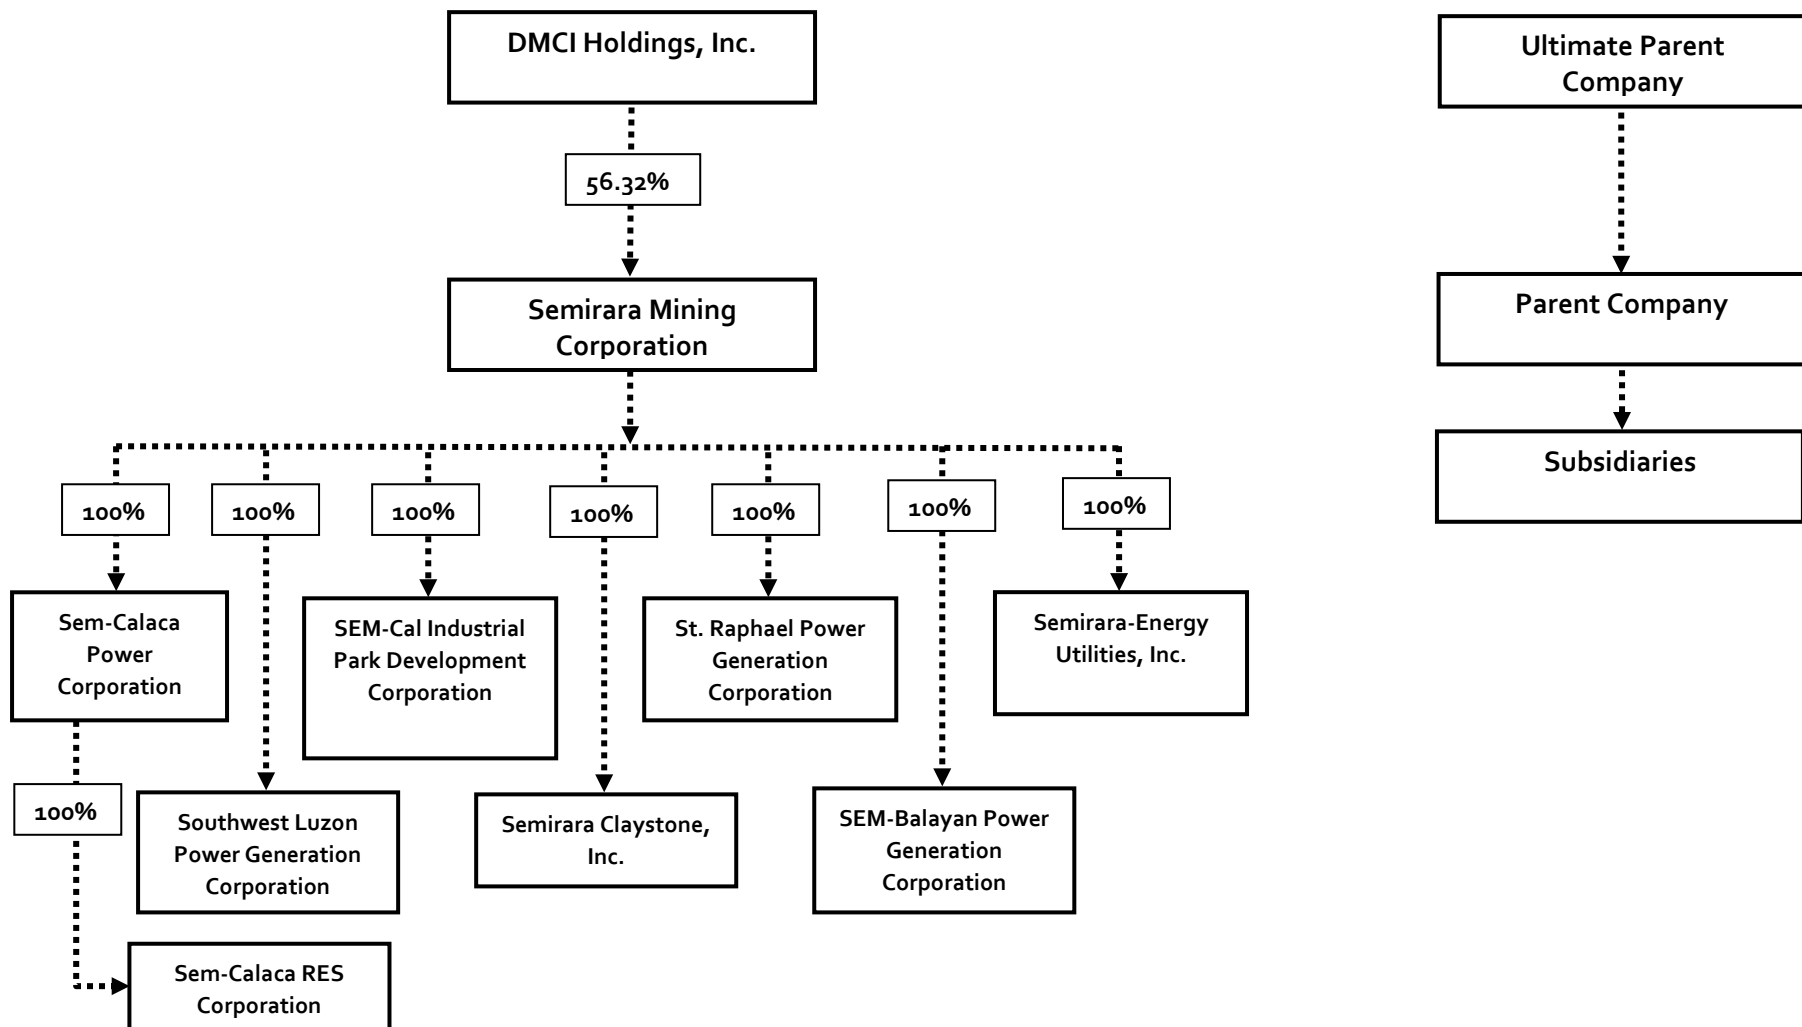 DMCI Holdings, Inc.
Ultimate Parent
Company
56.32%
Semirara Mining
Corporation
Parent Company
Subsidiaries
100%
100%
100%
100%
100%
100%
100%
Sem-Calaca
Power
Corporation
SEM-Cal Industrial
Park Development
Corporation
St. Raphael Power
Generation
Corporation
Semirara-Energy
Utilities, Inc.
100%
Southwest Luzon
Power Generation
Corporation
Semirara Claystone,
Inc.
SEM-Balayan Power
Generation
Corporation
Sem-Calaca RES
Corporation